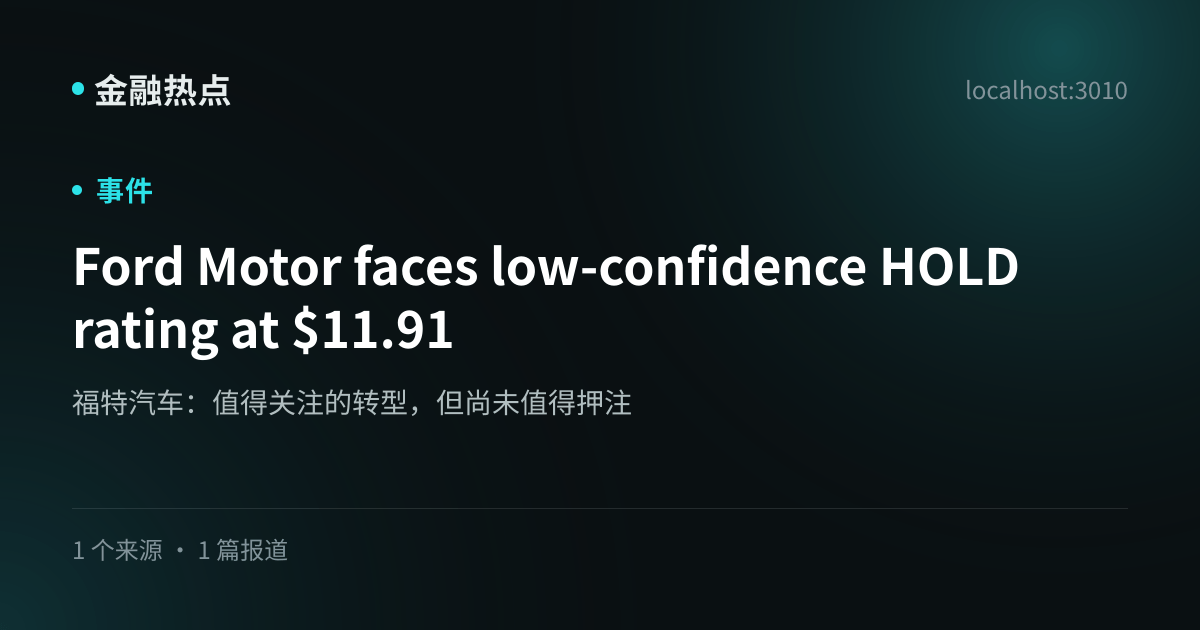 金融热点
localhost:3010
事件
Ford Motor faces low-confidence HOLD
rating at $11.91
福特汽车：值得关注的转型，但尚未值得押注
1 个来源 · 1 篇报道